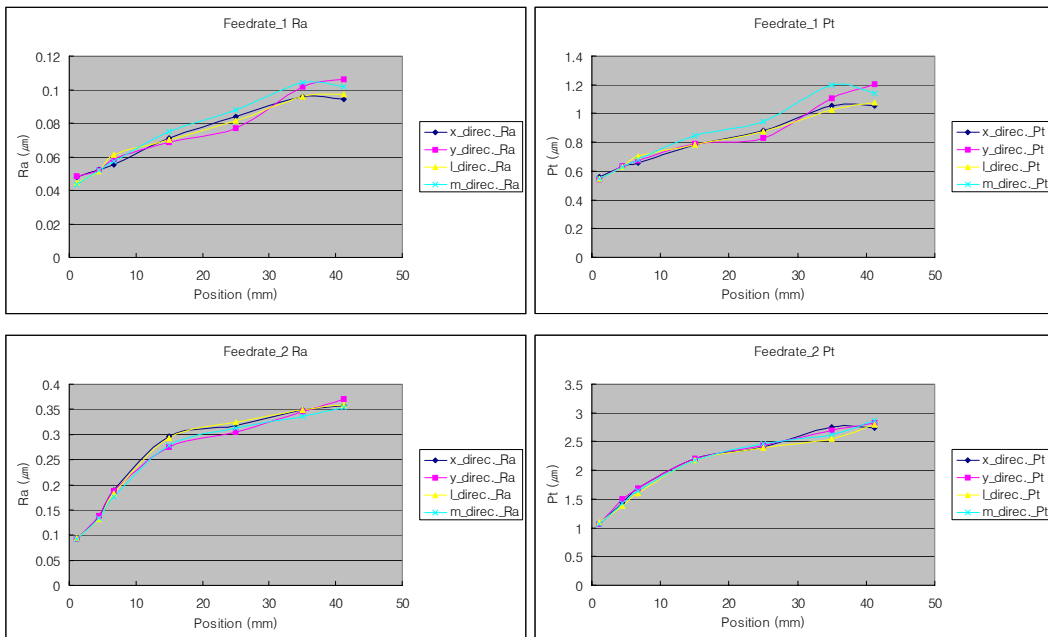 Feedrate_1 Ra
Ra (㎛)
0.12
0.1
0.08
0.06
0.04
0.02
0
0 10 20 30 40 50
Position (mm)
x_direc._Ra
y_direc._Ra
l_direc._Ra
m_direc._Ra
Feedrate_1 Pt
Pt (㎛)
1.4
1.2
1.0
0.8
0.6
0.4
0.2
0
0 10 20 30 40 50
Position (mm)
x_direc._Pt
y_direc._Pt
l_direc._Pt
m_direc._Pt
Feedrate_2 Ra
Ra (㎛)
0.4
0.35
0.3
0.25
0.2
0.15
0.1
0.05
0
0 10 20 30 40 50
Position (mm)
x_direc._Ra
y_direc._Ra
l_direc._Ra
m_direc._Ra
Feedrate_2 Pt
Pt (㎛)
3.5
3
2.5
2
1.5
1
0.5
0
0 10 20 30 40 50
Position (mm)
x_direc._Pt
y_direc._Pt
l_direc._Pt
m_direc._Pt